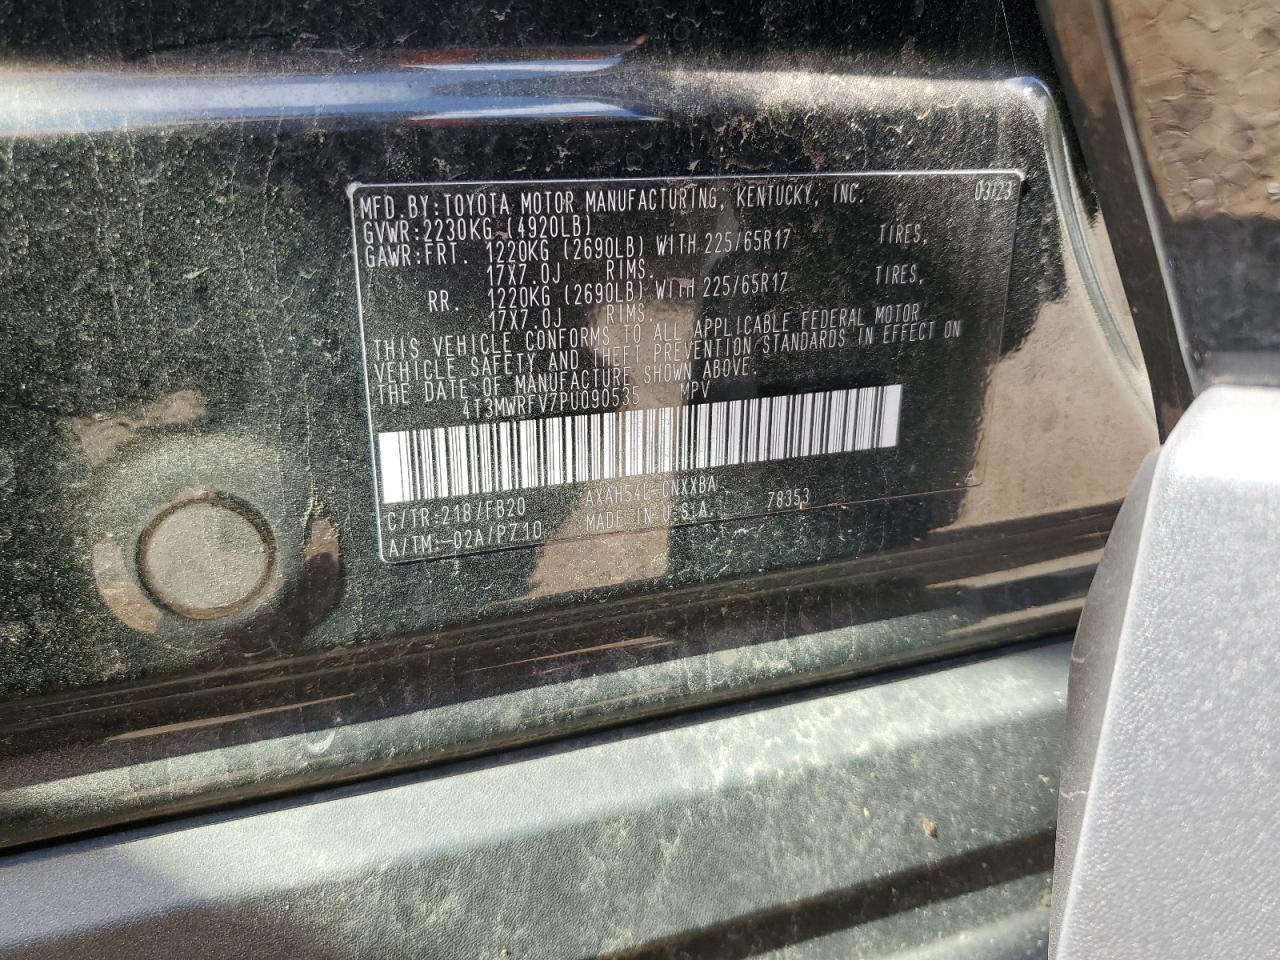 MFD.BY:TOYOTA MOTOR MANUFACTURING, KENTUCKY, INC. 03/23
GVWR:2230KG (4920LB)
GAWR:FRT. 1220KG (2690LB) WITH 225/65R17 TIRES,
17X7.0J RIMS.
RR. 1220KG (2690LB) WITH 225/65R17 TIRES,
17X7.0J RIMS.
THIS VEHICLE CONFORMS TO ALL APPLICABLE FEDERAL MOTOR
VEHICLE SAFETY AND THEFT PREVENTION STANDARDS IN EFFECT ON
THE DATE OF MANUFACTURE SHOWN ABOVE.
4T3MWRFV7PU090535 MPV
C/TR:218/FB20 AXAH54L-CNXXBA A
A/TM:-02A/P710 MADE IN U.S.A. 78353